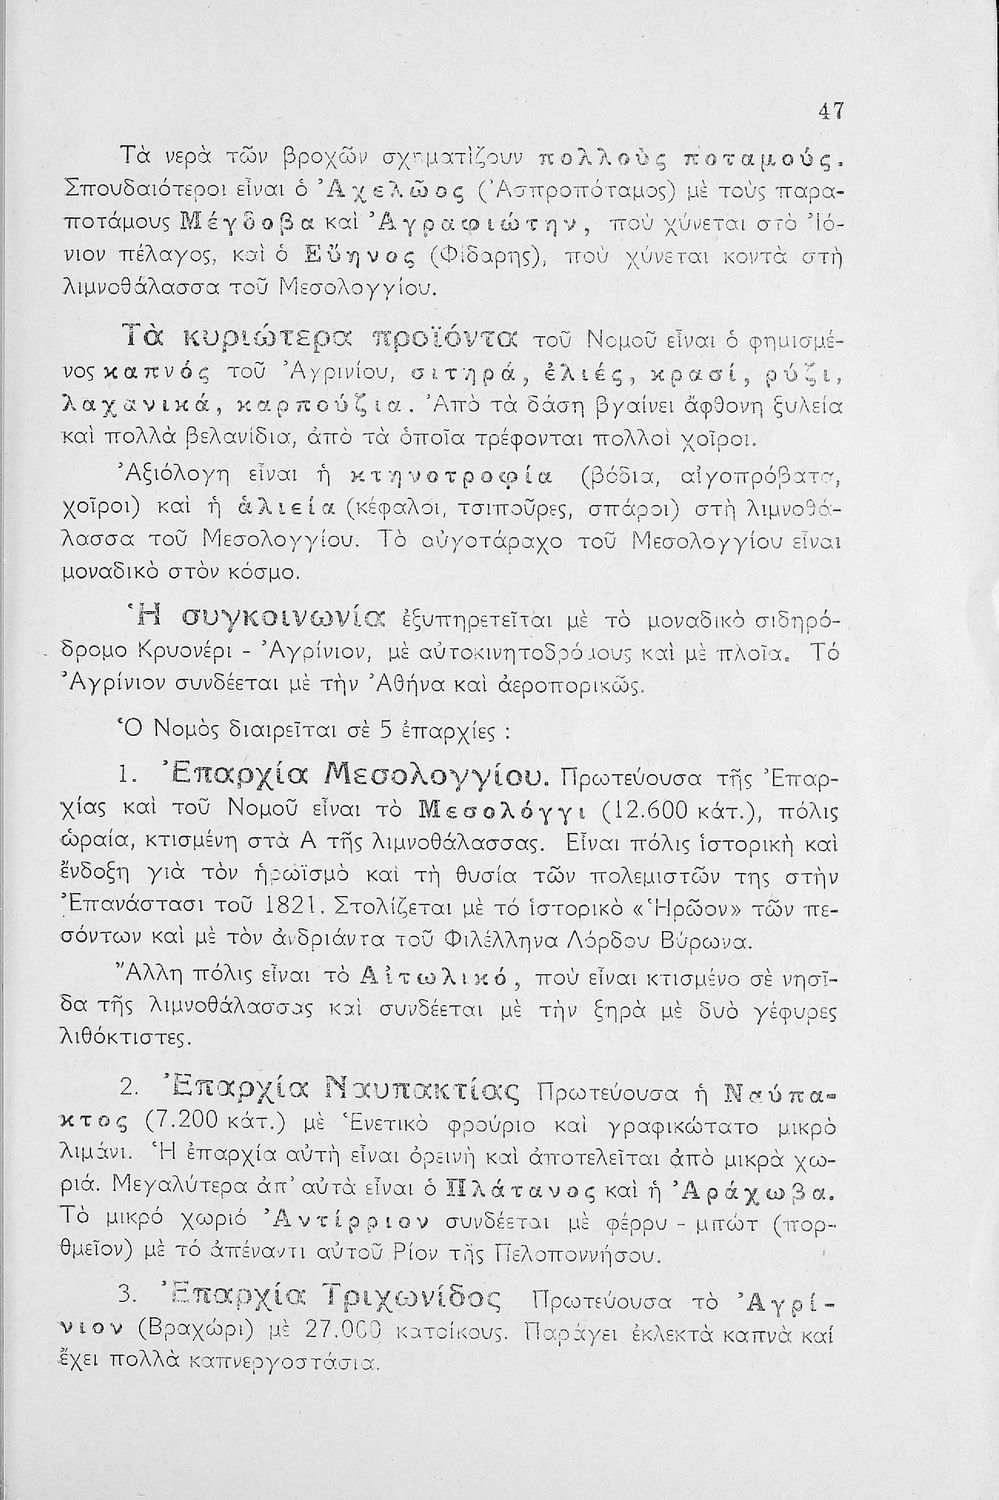 47
Τὰ νερὰ τῶν βροχῶν σχηματίζουν πολλοὺς ποταμούς.
Σπουδαιότεροι εἶναι ὁ Ἀχελῶος (Ἀσπροπόταμος) μὲ τοὺς παρα-
ποτάμους Μέγδοβα καὶ Ἀγραφιώτην, ποὺ χύνεται στὸ Ἰό-
νιον πέλαγος, καὶ ὁ Εὔηνος (Φίδαρης), ποὺ χύνεται κοντὰ στὴ
λιμνοθάλασσα τοῦ Μεσολογγίου.
Τὰ κυριώτερα προϊόντα τοῦ Νομοῦ εἶναι ὁ φημισμέ-
νος καπνός τοῦ Ἀγρινίου, σιτηρά, ἐλιές, κρασί, ρύζι,
λαχανικά, καρπούζια. Ἀπὸ τὰ δάση βγαίνει ἄφθονη ξυλεία
καὶ πολλὰ βελανίδια, ἀπὸ τὰ ὁποῖα τρέφονται πολλοὶ χοῖροι.
Ἀξιόλογη εἶναι ἡ κτηνοτροφία (βόδια, αἰγοπρόβατα,
χοῖροι) καὶ ἡ ἁλιεία (κέφαλοι, τσιποῦρες, σπάροι) στὴ λιμνοθά-
λασσα τοῦ Μεσολογγίου. Τὸ αὐγοτάραχο τοῦ Μεσολογγίου εἶναι
μοναδικὸ στὸν κόσμο.
Ἡ συγκοινωνία ἐξυπηρετεῖται μὲ τὸ μοναδικὸ σιδηρό-
δρομο Κρυονέρι - Ἀγρίνιον, μὲ αὐτοκινητοδρόμους καὶ μὲ πλοῖα. Τό
Ἀγρίνιον συνδέεται μὲ τὴν Ἀθήνα καὶ ἀεροπορικῶς.
Ὁ Νομὸς διαιρεῖται σὲ 5 ἐπαρχίες :
1. Ἐπαρχία Μεσολογγίου. Πρωτεύουσα τῆς Ἐπαρ-
χίας καὶ τοῦ Νομοῦ εἶναι τὸ Μεσολόγγι (12.600 κάτ.), πόλις
ὡραία, κτισμένη στὰ Α τῆς λιμνοθάλασσας. Εἶναι πόλις ἱστορικὴ καὶ
ἔνδοξη γιὰ τὸν ἡρωϊσμὸ καὶ τὴ θυσία τῶν πολεμιστῶν της στὴν
Ἐπανάστασι τοῦ 1821. Στολίζεται μὲ τό ἱστορικὸ «Ἡρῶον» τῶν πε-
σόντων καὶ μὲ τὸν ἀνδριάντα τοῦ Φιλέλληνα Λόρδου Βύρωνα.
Ἄλλη πόλις εἶναι τὸ Αἰτωλικό, ποὺ εἶναι κτισμένο σὲ νησῖ-
δα τῆς λιμνοθάλασσας καὶ συνδέεται μὲ τὴν ξηρὰ μὲ δυὸ γέφυρες
λιθόκτιστες.
2. Ἐπαρχία Ναυπακτίας Πρωτεύουσα ἡ Ναύπα-
κτος (7.200 κάτ.) μὲ Ἑνετικὸ φρούριο καὶ γραφικώτατο μικρὸ
λιμάνι. Ἡ ἐπαρχία αὐτὴ εἶναι ὀρεινὴ καὶ ἀποτελεῖται ἀπὸ μικρὰ χω-
ριά. Μεγαλύτερα ἀπ’ αὐτὰ εἶναι ὁ Πλάτανος καὶ ἡ Ἀράχωβα.
Τὸ μικρό χωριό Ἀντίρριον συνδέεται μὲ φέρρυ - μπώτ (πορ-
θμεῖον) μὲ τό ἀπέναντι αὐτοῦ Ρίον τῆς Πελοποννήσου.
3. Ἐπαρχία Τριχωνίδος Πρωτεύουσα τὸ Ἀγρί-
νιον (Βραχώρι) μὲ 27.000 κατοίκους. Παράγει ἐκλεκτὰ καπνὰ καί
ἔχει πολλὰ καπνεργοστάσια.